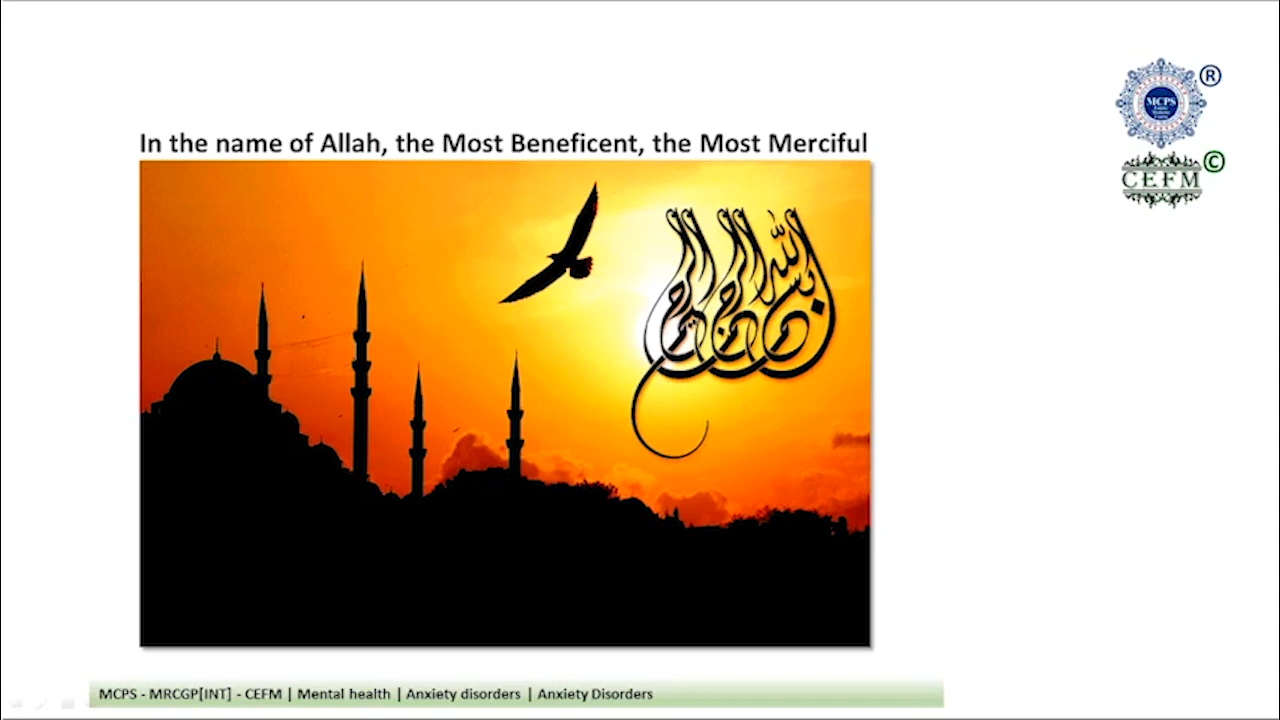 In the name of Allah, the Most Beneficent, the Most Merciful
بسم الله الرحمن الرحيم
MCPS
®
CEFM
©
MCPS - MRCGP[INT] - CEFM | Mental health | Anxiety disorders | Anxiety Disorders